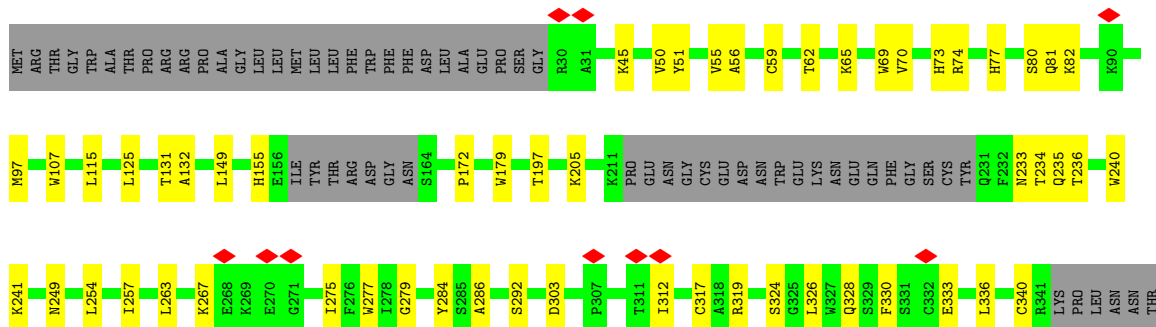 MET ARG THR GLY TRP ALA THR PRO ARG ARG PRO ALA GLY LEU LEU MET LEU LEU PHE TRP PHE PHE ASP LEU ALA GLU PRO SER GLY R30 A31 K45 V50 Y51 V55 A56 C59 T62 K65 W69 V70 H73 R74 H77 S80 Q81 K82 K90
M97 W107 L115 L125 T131 A132 L149 H155 E156 ILE TYR THR ARG ASP GLY ASN S164 P172 W179 T197 K205 K211 PRO GLU ASN GLY CYS GLU ASP ASN TRP GLU LYS ASN GLU GLN PHE GLY SER CYS TYR Q231 F232 N233 T234 Q235 T236 W240
K241 N249 L254 I257 L263 K267 E268 K269 E270 G271 I275 F276 W277 I278 G279 Y284 S285 A286 S292 D303 P307 T311 I312 C317 A318 R319 S324 G325 L326 W327 Q328 S329 F330 S331 C332 E333 L336 C340 R341 LYS PRO LEU ASN ASN THR